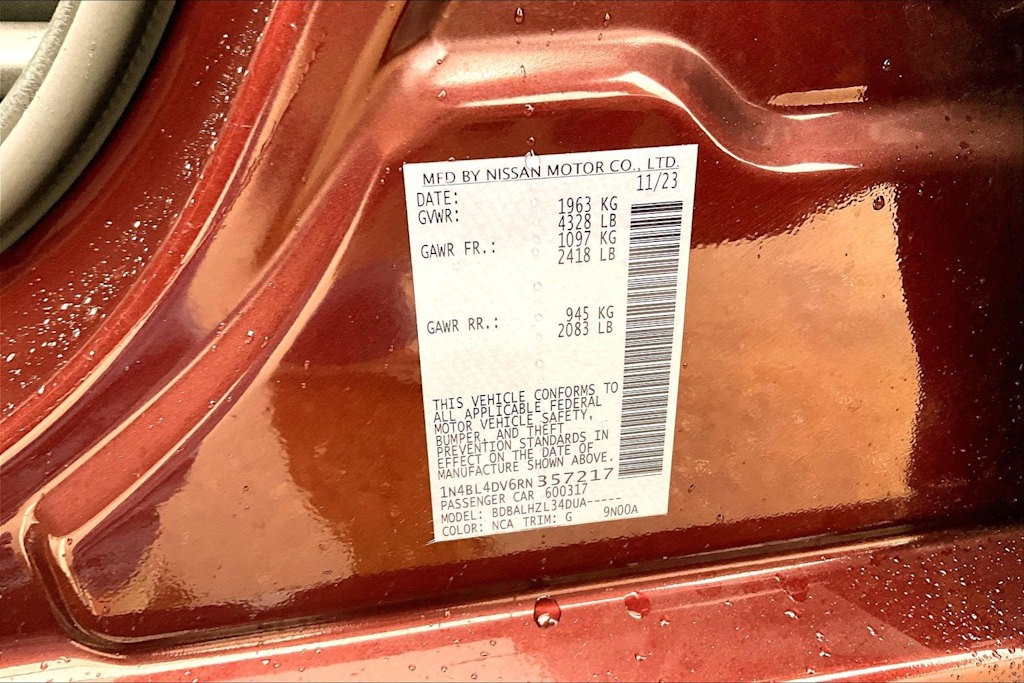 MFD BY NISSAN MOTOR CO., LTD.
DATE: 11/23
GVWR: 1963 KG
4328 LB
GAWR FR.: 1097 KG
2418 LB
GAWR RR.: 945 KG
2083 LB
THIS VEHICLE CONFORMS TO
ALL APPLICABLE FEDERAL
MOTOR VEHICLE SAFETY,
BUMPER, AND THEFT
PREVENTION STANDARDS IN
EFFECT ON THE DATE OF
MANUFACTURE SHOWN ABOVE.
1N4BL4DV6RN357217
PASSENGER CAR 600317
MODEL: BDBALHZL34DUA-----
COLOR: NCA TRIM: G 9N00A